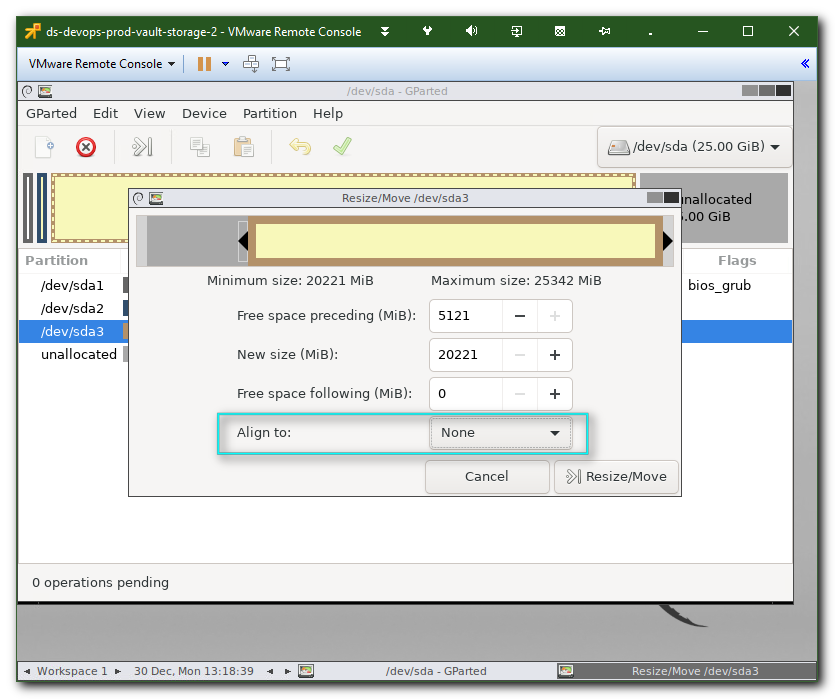 ds-devops-prod-vault-storage-2 - VMware Remote Console
VMware Remote Console
/dev/sda - GParted
GParted Edit View Device Partition Help
/dev/sda (25.00 GiB)
unallocated
5.00 GiB
Resize/Move /dev/sda3
Partition
Flags
/dev/sda1
bios_grub
/dev/sda2
/dev/sda3
unallocated
Minimum size: 20221 MiB Maximum size: 25342 MiB
Free space preceding (MiB): 5121
New size (MiB): 20221
Free space following (MiB): 0
Align to: None
Cancel Resize/Move
0 operations pending
Workspace 1 30 Dec, Mon 13:18:39 /dev/sda - GParted Resize/Move /dev/sda3